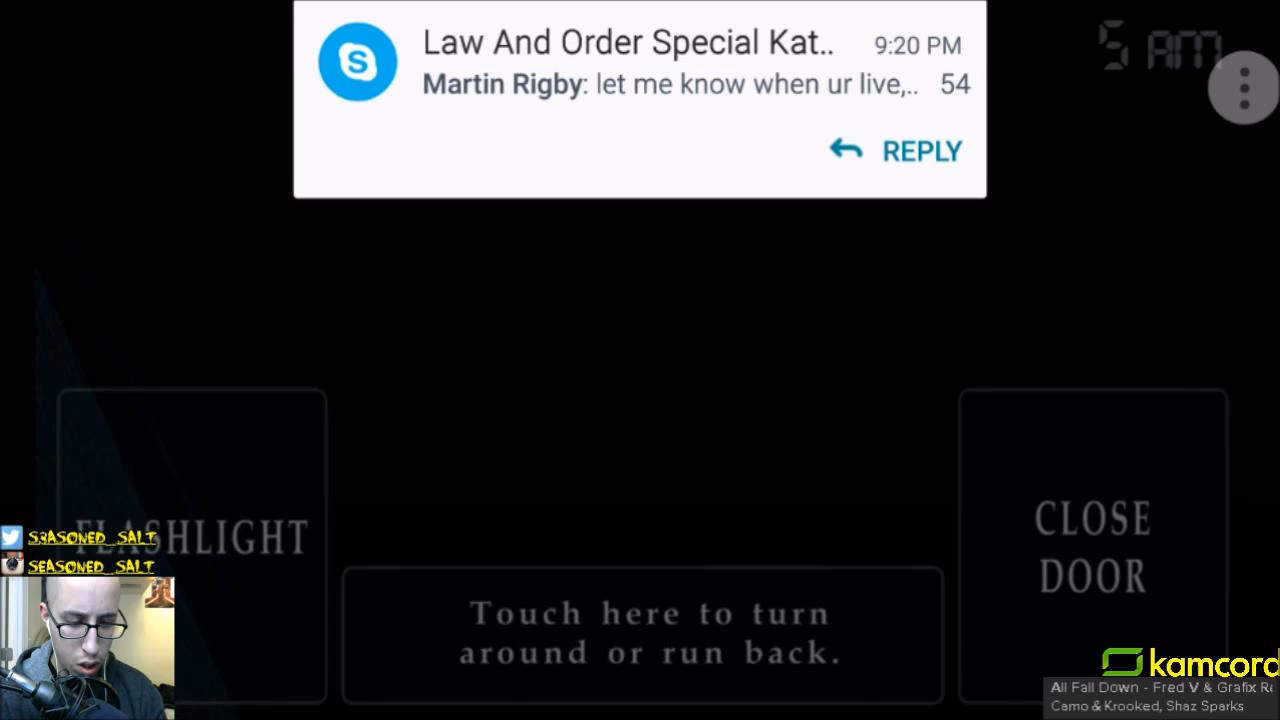 Law And Order Special Kat..
9:20 PM
Martin Rigby: let me know when ur live,..
54
REPLY
5 AM
FLASHLIGHT
CLOSE
DOOR
S3ASONED_SALT
SEASONED_SALT
Touch here to turn
around or run back.
kamcord
All Fall Down - Fred V & Grafix Re
Camo & Krooked, Shaz Sparks